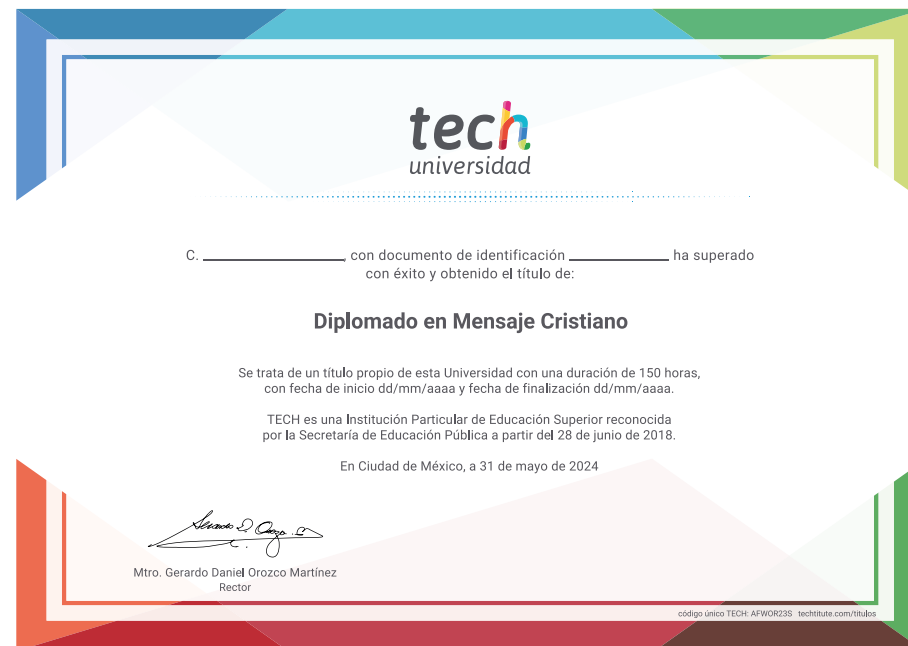 tech
universidad
C. ____________, con documento de identificación ____________ ha superado
con éxito y obtenido el título de:
Diplomado en Mensaje Cristiano
Se trata de un título propio de esta Universidad con una duración de 150 horas,
con fecha de inicio dd/mm/aaaa y fecha de finalización dd/mm/aaaa.
TECH es una Institución Particular de Educación Superior reconocida
por la Secretaría de Educación Pública a partir del 28 de junio de 2018.
En Ciudad de México, a 31 de mayo de 2024
Mtro. Gerardo Daniel Orozco Martínez
Rector
código único TECH: AFWOR23S techtitute.com/titulos